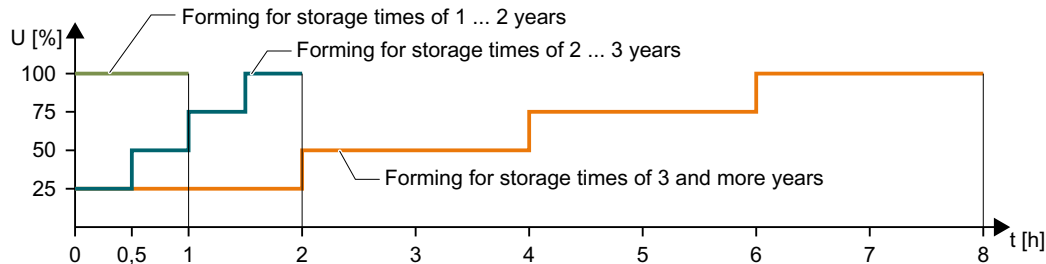 Forming for storage times of 1 ... 2 years
U [%]
Forming for storage times of 2 ... 3 years
100
75
50
Forming for storage times of 3 and more years
25
t [h]
0 0,5 1 2 3 4 5 6 7 8